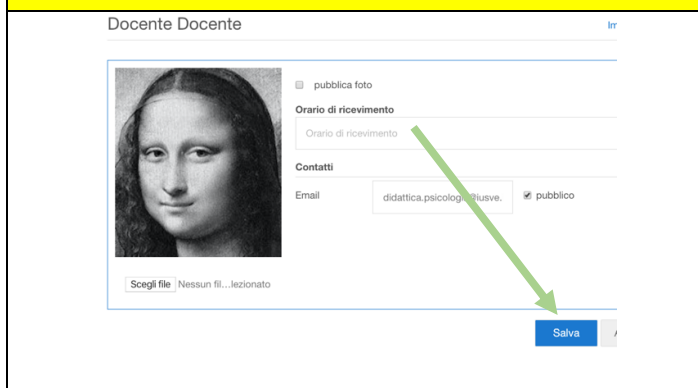 Docente Docente
pubblica foto
Orario di ricevimento
Orario di ricevimento
Contatti
Email
pubblico
Scegli file Nessun fil...lezionato
Salva